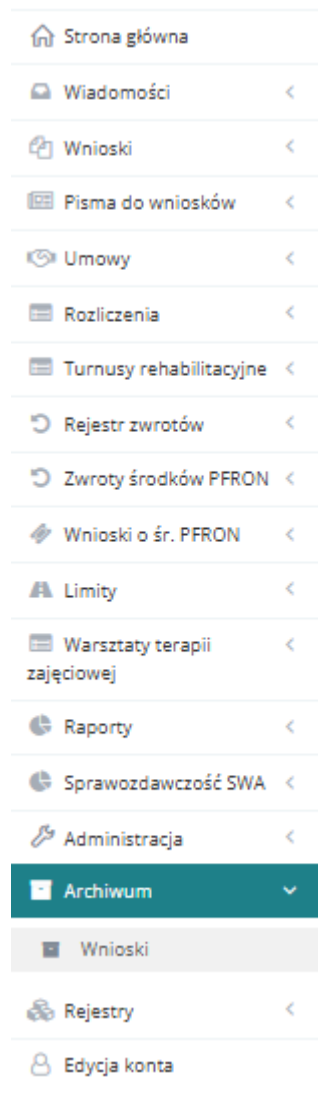 Strona główna
Wiadomości
Wnioski
Pisma do wniosków
Umowy
Rozliczenia
Turnusy rehabilitacyjne
Rejestr zwrotów
Zwroty środków PFRON
Wnioski o śr. PFRON
Limity
Warsztaty terapii
zajęciowej
Raporty
Sprawozdawczość SWA
Administracja
Archiwum
Wnioski
Rejestry
Edycja konta